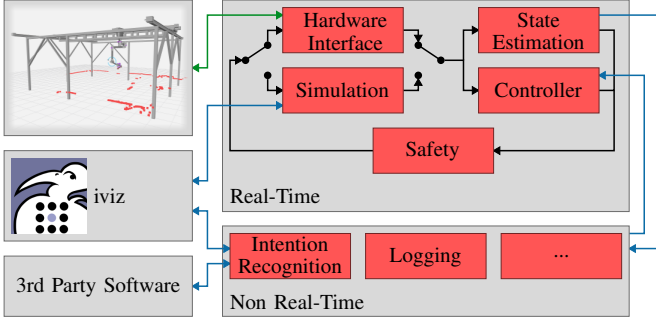 Hardware
Interface
State
Estimation
Simulation
Controller
Safety
Real-Time
iviz
3rd Party Software
Intention
Recognition
Logging
...
Non Real-Time